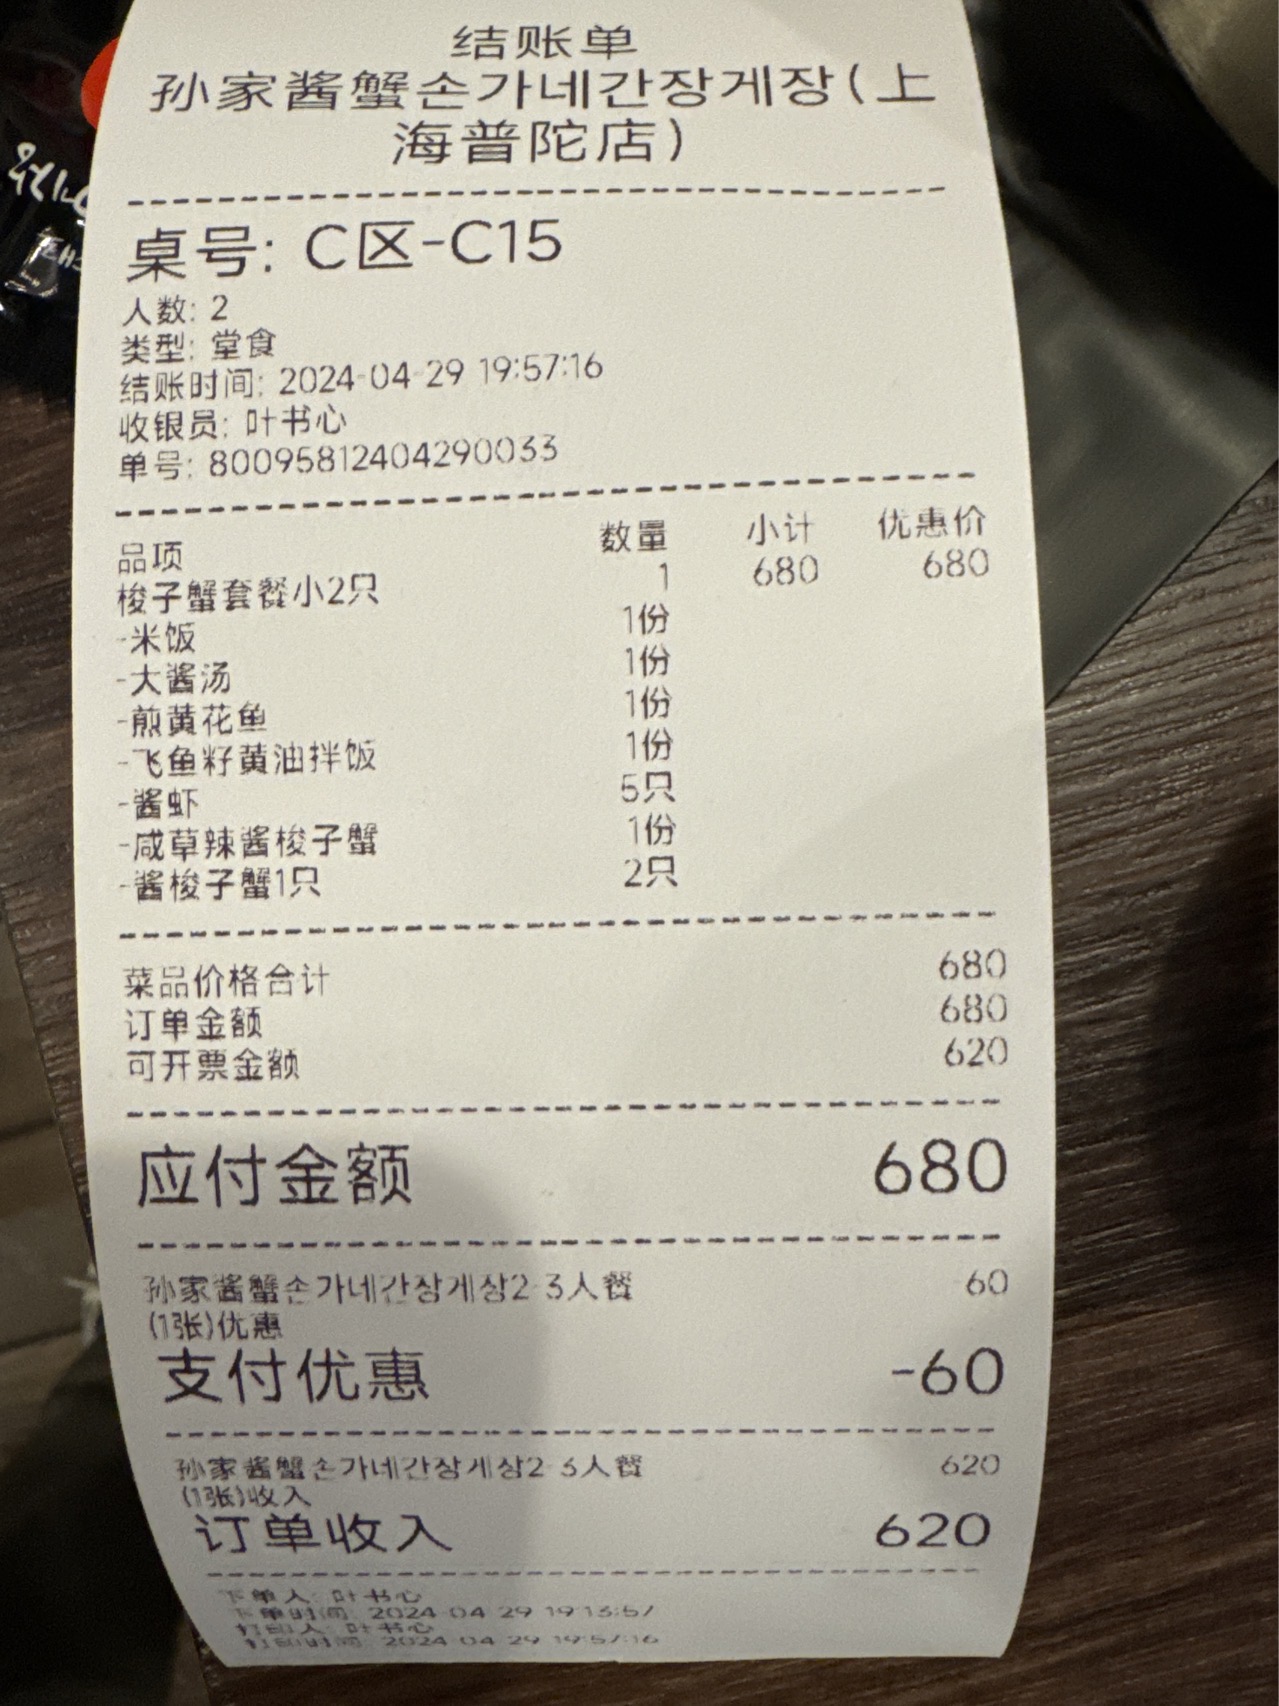 结账单
孙家酱蟹손가네간장게장(上
海普陀店)
桌号: C区-C15
人数: 2
类型: 堂食
结账时间: 2024-04-29 19:57:16
收银员: 叶书心
单号: 80095812404290033
品项 数量 小计 优惠价
梭子蟹套餐小2只 1 680 680
-米饭 1份
-大酱汤 1份
-煎黄花鱼 1份
-飞鱼籽黄油拌饭 1份
-酱虾 5只
-咸草辣酱梭子蟹 1份
-酱梭子蟹1只 2只
菜品价格合计 680
订单金额 680
可开票金额 620
应付金额 680
孙家酱蟹손가네간장게장2-3人餐 60
(1张)优惠
支付优惠 -60
孙家酱蟹손가네간장게장2-3人餐 620
(1张)收入
订单收入 620
下单人: 叶书心
下单时间: 2024-04-29 19:13:57
打印人: 叶书心
打印时间: 2024-04-29 19:57:16